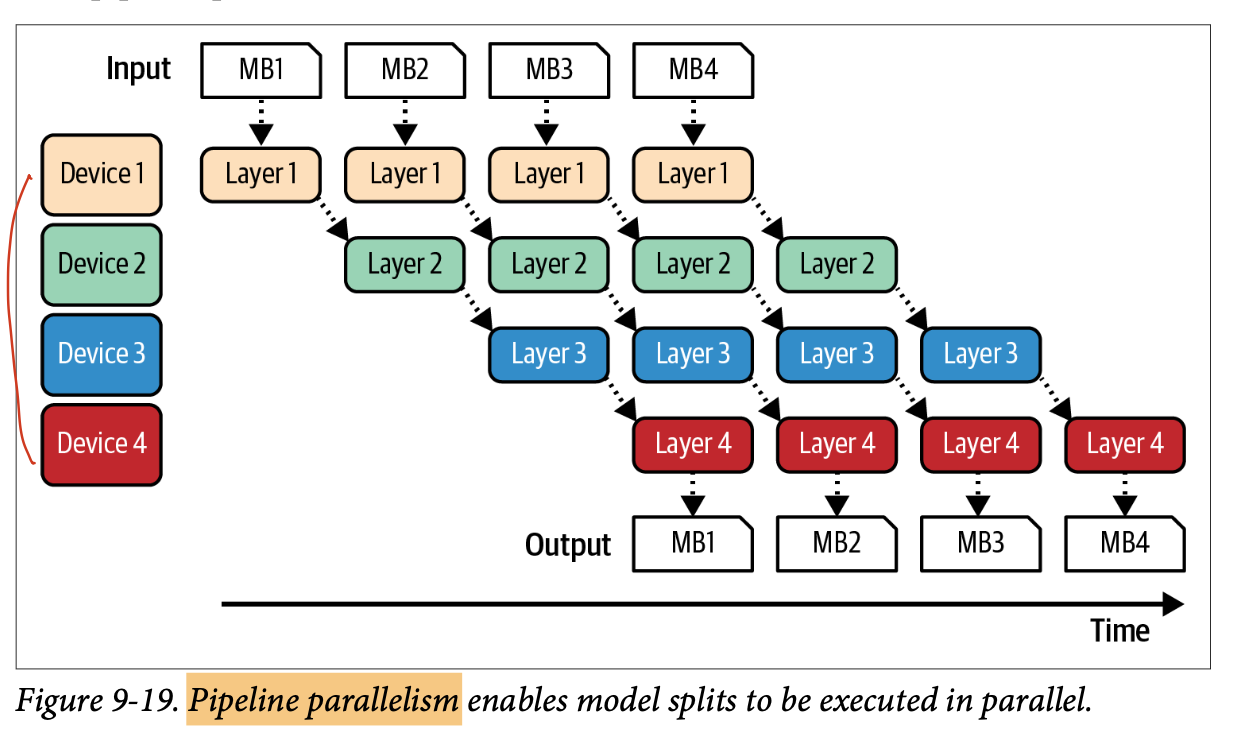 Input MB1 MB2 MB3 MB4
Device 1 Layer 1 Layer 1 Layer 1 Layer 1
Device 2 Layer 2 Layer 2 Layer 2 Layer 2
Device 3 Layer 3 Layer 3 Layer 3 Layer 3
Device 4 Layer 4 Layer 4 Layer 4 Layer 4
Output MB1 MB2 MB3 MB4
Time
Figure 9-19. Pipeline parallelism enables model splits to be executed in parallel.